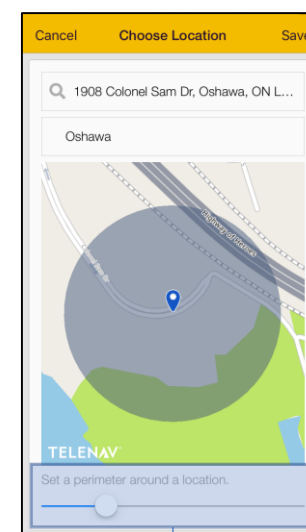 Cancel Choose Location Save
1908 Colonel Sam Dr, Oshawa, ON L...
Oshawa
Highway of Heroes
TELENAV
Set a perimeter around a location.